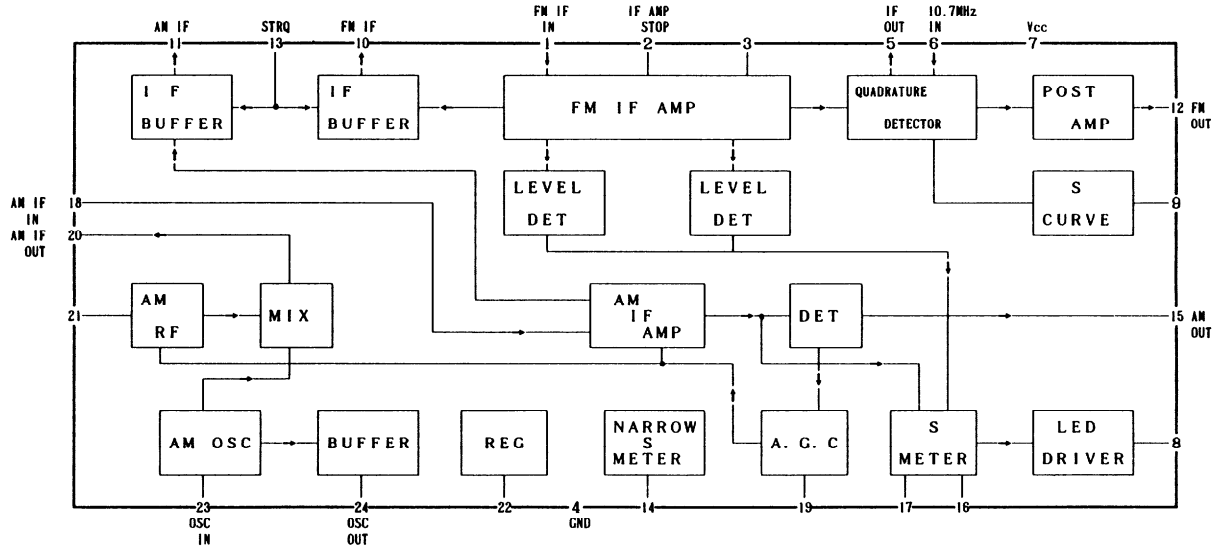 AM IF
11
STRQ
13
FM IF
10
FM IF
IN
1
IF AMP
STOP
2
3
IF
OUT
5
10.7MHz
IN
6
Vcc
7
IF
BUFFER
IF
BUFFER
FM IF AMP
QUADRATURE
DETECTOR
POST
AMP
12 FM
OUT
LEVEL
DET
LEVEL
DET
S
CURVE
9
AM IF
IN
18
AM IF
OUT
20
21
AM
RF
MIX
AM
IF
AMP
DET
15 AM
OUT
AM OSC
BUFFER
REG
NARROW
S
METER
A.G.C
S
METER
LED
DRIVER
8
23
OSC
IN
24
OSC
OUT
22
4
GND
14
19
17
16